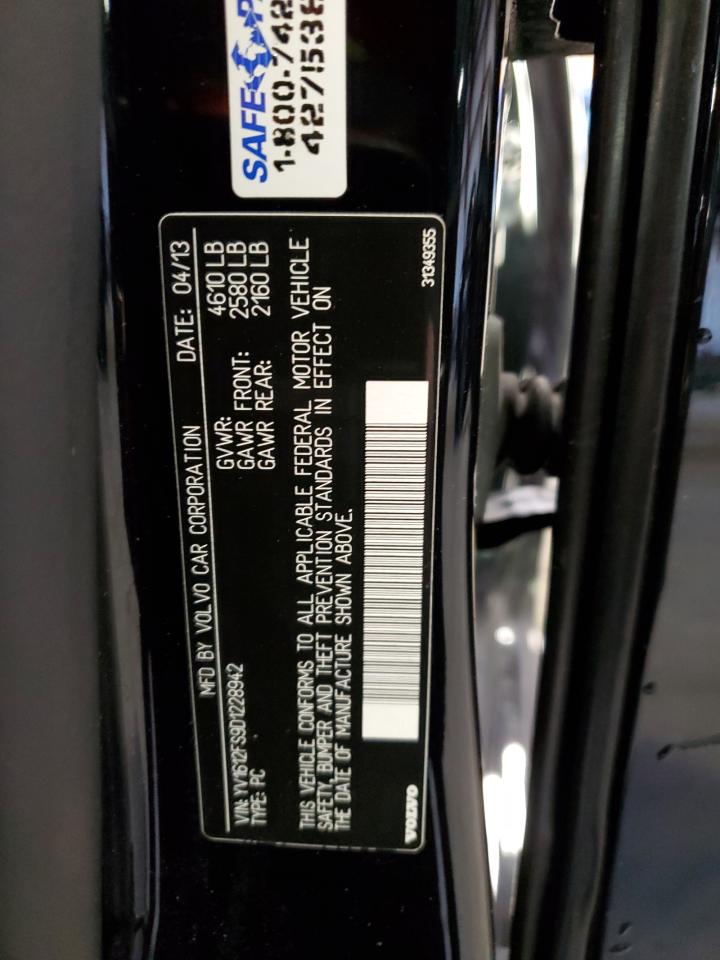 SAFE
1-800-742
MFD BY VOLVO CAR CORPORATION DATE: 04/13
GVWR: 4610 LB
GAWR FRONT: 2580 LB
GAWR REAR: 2160 LB
VIN: YV1612FS9D1228942
TYPE: PC
THIS VEHICLE CONFORMS TO ALL APPLICABLE FEDERAL MOTOR VEHICLE
SAFETY, BUMPER AND THEFT PREVENTION STANDARDS IN EFFECT ON
THE DATE OF MANUFACTURE SHOWN ABOVE.
VOLVO
31349355